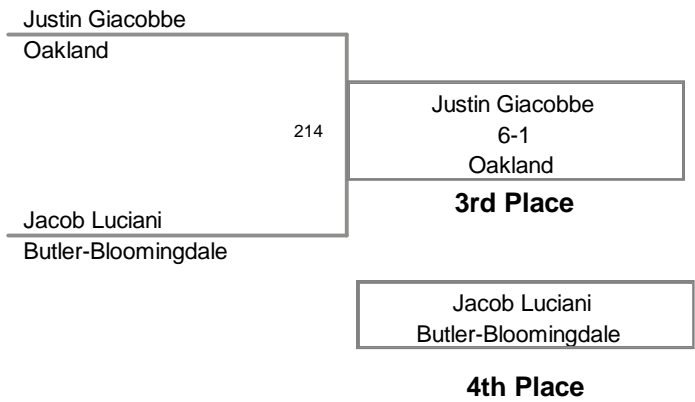 Justin Giacobbe
Oakland
214
Justin Giacobbe
6-1
Oakland
3rd Place
Jacob Luciani
Butler-Bloomingdale
Jacob Luciani
Butler-Bloomingdale
4th Place